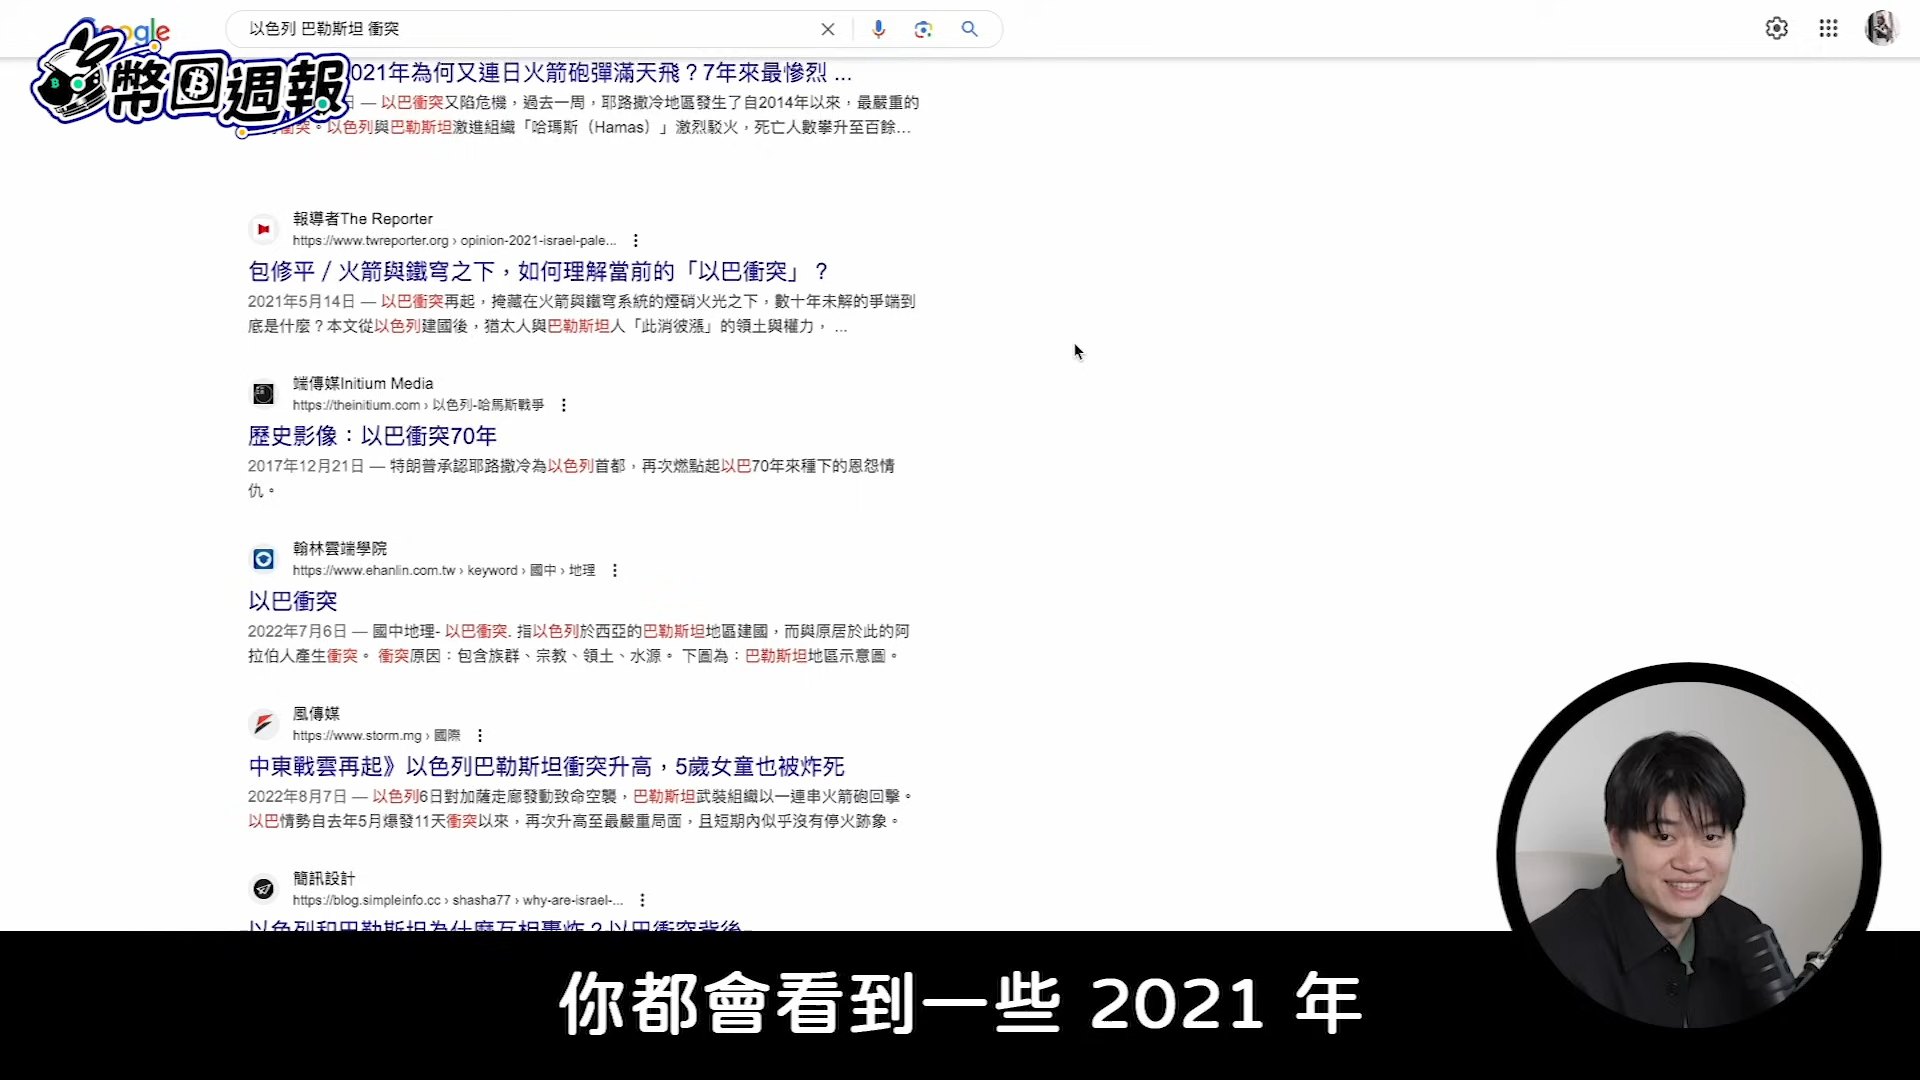 以色列 巴勒斯坦 衝突
幣圈週報
021年為何又連日火箭砲彈滿天飛？7年來最慘烈 ...
— 以巴衝突又陷危機，過去一周，耶路撒冷地區發生了自2014年以來，最嚴重的
衝突。以色列與巴勒斯坦激進組織「哈瑪斯（Hamas）」激烈駁火，死亡人數攀升至百餘...
報導者The Reporter
https://www.twreporter.org › opinion-2021-israel-pale...
包修平／火箭與鐵穹之下，如何理解當前的「以巴衝突」？
2021年5月14日 — 以巴衝突再起，掩藏在火箭與鐵穹系統的煙硝火光之下，數十年未解的爭端到
底是什麼？本文從以色列建國後，猶太人與巴勒斯坦人「此消彼漲」的領土與權力， ...
端傳媒Initium Media
https://theinitium.com › 以色列-哈馬斯戰爭
歷史影像：以巴衝突70年
2017年12月21日 — 特朗普承認耶路撒冷為以色列首都，再次燃點起以巴70年來種下的恩怨情
仇。
翰林雲端學院
https://www.ehanlin.com.tw › keyword › 國中 › 地理
以巴衝突
2022年7月6日 — 國中地理- 以巴衝突. 指以色列於西亞的巴勒斯坦地區建國，而與原居於此的阿
拉伯人產生衝突。 衝突原因：包含族群、宗教、領土、水源。 下圖為：巴勒斯坦地區示意圖。
風傳媒
https://www.storm.mg › 國際
中東戰雲再起》以色列巴勒斯坦衝突升高，5歲女童也被炸死
2022年8月7日 — 以色列6日對加薩走廊發動致命空襲，巴勒斯坦武裝組織以一連串火箭砲回擊。
以巴情勢自去年5月爆發11天衝突以來，再次升高至最嚴重局面，且短期內似乎沒有停火跡象。
簡訊設計
https://blog.simpleinfo.cc › shasha77 › why-are-israel-...
以色列和巴勒斯坦為什麼互相轟炸？以巴衝突背後
你都會看到一些 2021 年